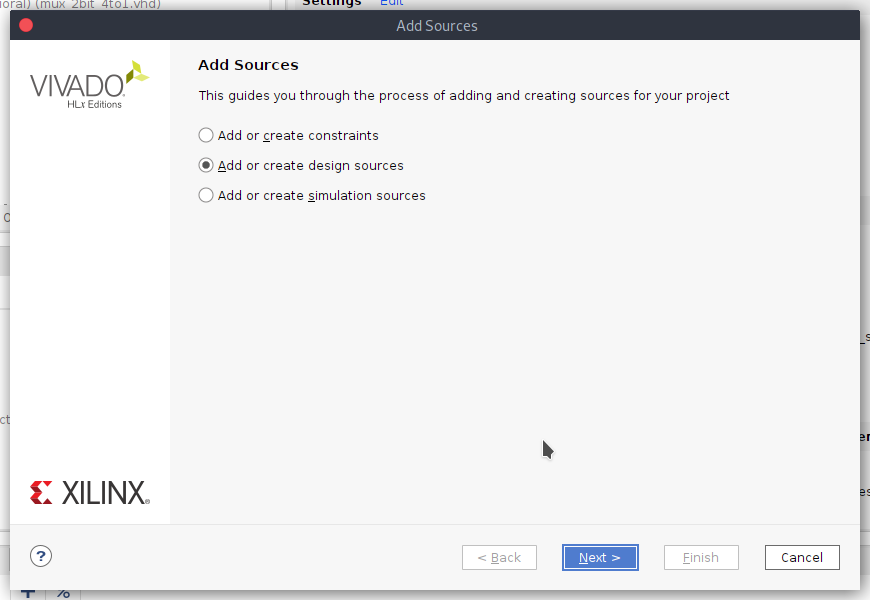 ioral) (mux_2bit_4to1.vhd)
Settings Edit
Add Sources
VIVADO
HLx Editions
Add Sources
This guides you through the process of adding and creating sources for your project
Add or create constraints
Add or create design sources
Add or create simulation sources
XILINX
?
< Back
Next >
Finish
Cancel
%